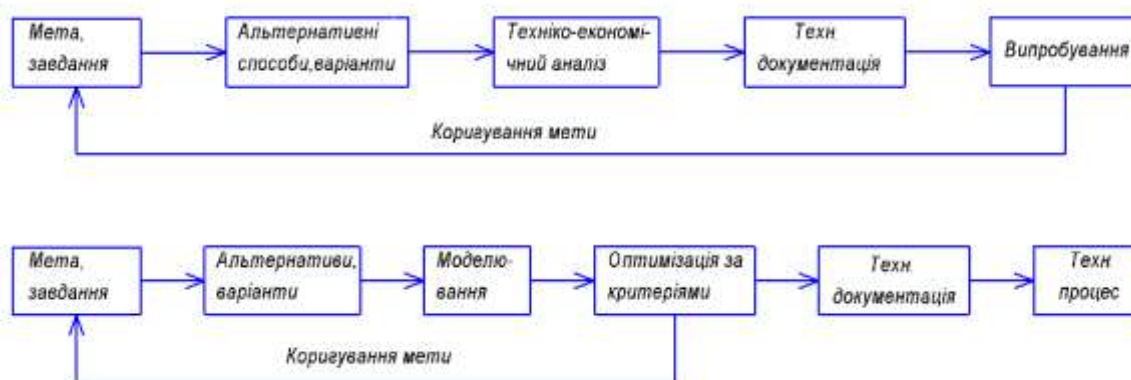 Мета,
завдання
Альтернативні
способи,варіанти
Техніко-економі-
чний аналіз
Техн
документація
Випробування
Коригування мети
Мета,
завдання
Альтернативи,
варіанти
Моделю-
вання
Оптимізація за
критеріями
Техн
документація
Техн
процес
Коригування мети